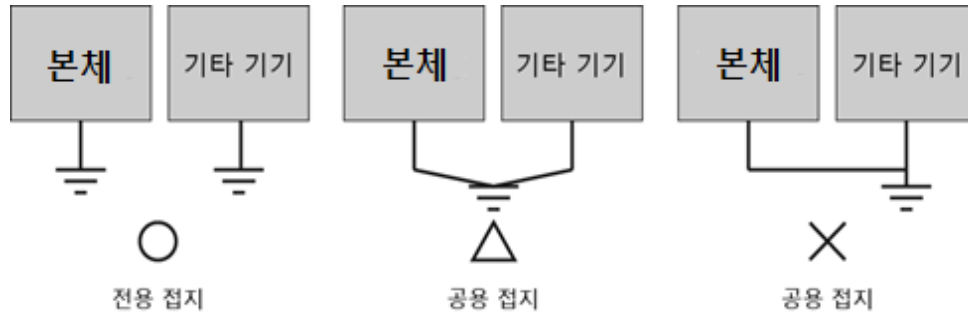 본체 기타 기기 본체 기타 기기 본체 기타 기기
전용 접지 공용 접지 공용 접지